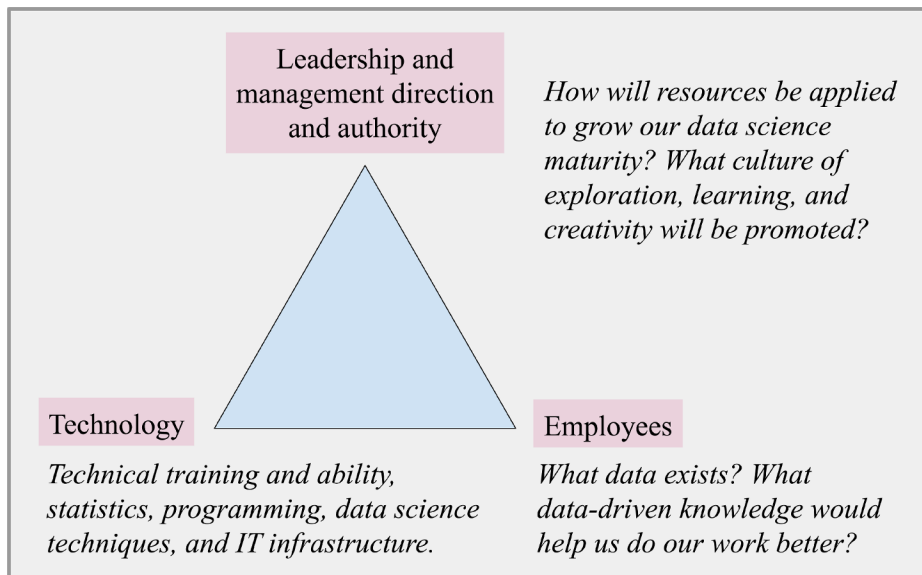 Leadership and
management direction
and authority
How will resources be applied
to grow our data science
maturity? What culture of
exploration, learning, and
creativity will be promoted?
Technology
Technical training and ability,
statistics, programming, data science
techniques, and IT infrastructure.
Employees
What data exists? What
data-driven knowledge would
help us do our work better?